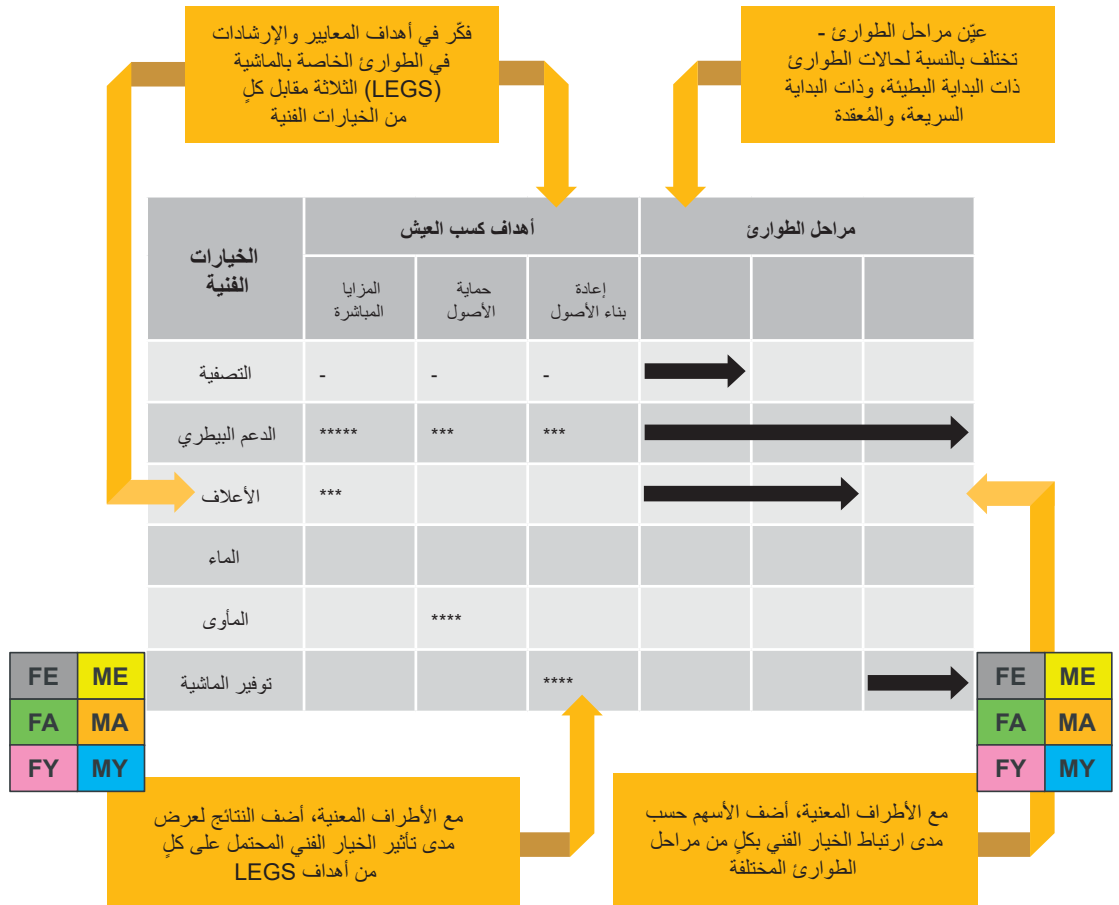 فكّر في أهداف المعايير والإرشادات
في الطوارئ الخاصة بالماشية
(LEGS) الثلاثة مقابل كلٍ
من الخيارات الفنية
عيّن مراحل الطوارئ -
تختلف بالنسبة لحالات الطوارئ
ذات البداية البطيئة، وذات البداية
السريعة، والمُعقدة
الخيارات
الفنية
أهداف كسب العيش
مراحل الطوارئ
المزايا
المباشرة
حماية
الأصول
إعادة
بناء الأصول
التصفية - - -
الدعم البيطري ***** *** ***
الأعلاف ***
الماء
المأوى ****
توفير الماشية ****
FE ME
FA MA
FY MY
FE ME
FA MA
FY MY
مع الأطراف المعنية، أضف النتائج لعرض
مدى تأثير الخيار الفني المحتمل على كلٍ
من أهداف LEGS
مع الأطراف المعنية، أضف الأسهم حسب
مدى ارتباط الخيار الفني بكلٍ من مراحل
الطوارئ المختلفة